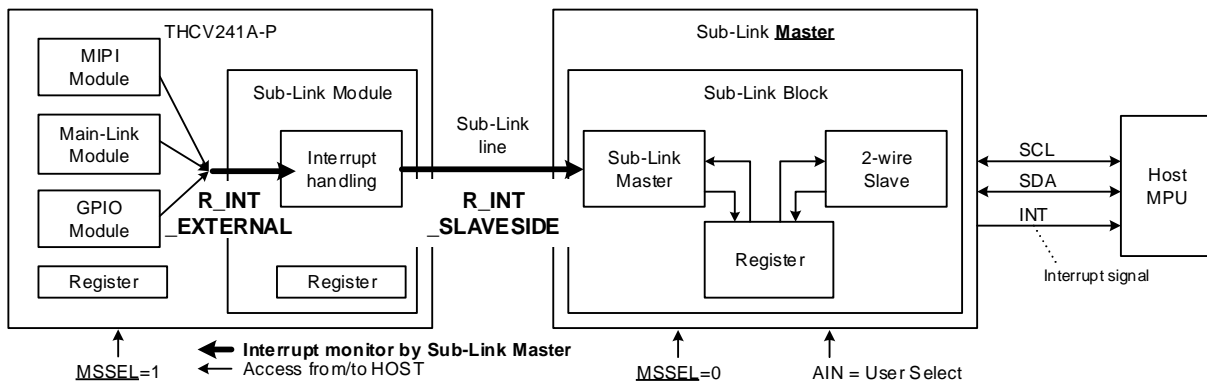 THCV241A-P
Sub-Link Master
MIPI
Module
Sub-Link Module
Sub-Link Block
Main-Link
Module
Interrupt
handling
Sub-Link
line
Sub-Link
Master
2-wire
Slave
SCL
SDA
INT
Host
MPU
GPIO
Module
R_INT
_EXTERNAL
R_INT
_SLAVESIDE
Register
Register
Register
Interrupt signal
Interrupt monitor by Sub-Link Master
Access from/to HOST
MSSEL=1
MSSEL=0
AIN = User Select